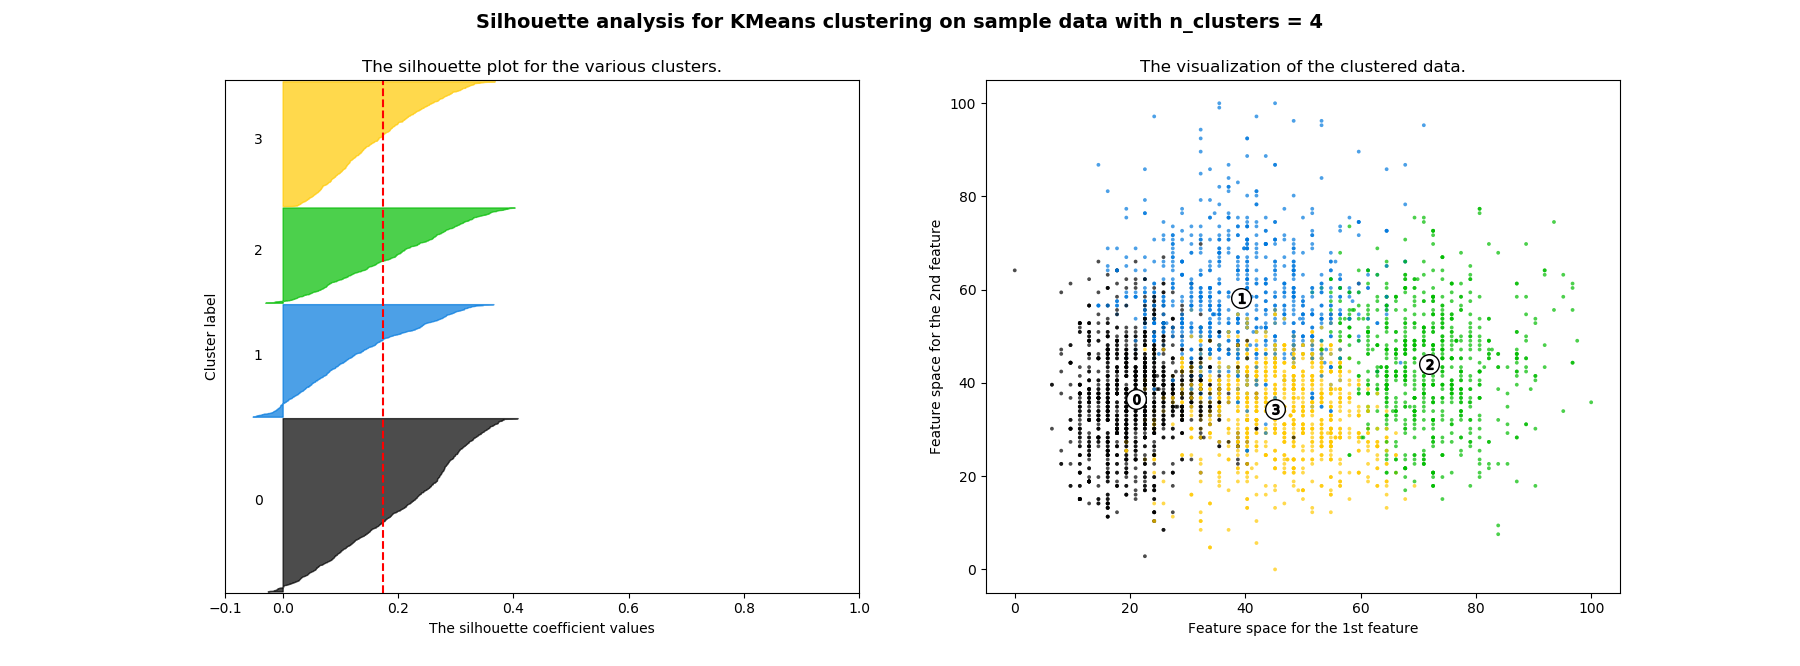 Silhouette analysis for KMeans clustering on sample data with n_clusters = 4
The silhouette plot for the various clusters.
Cluster label
3
2
1
0
−0.1 0.0 0.2 0.4 0.6 0.8 1.0
The silhouette coefficient values
The visualization of the clustered data.
Feature space for the 2nd feature
100
80
60
40
20
0
1
2
0
3
0 20 40 60 80 100
Feature space for the 1st feature